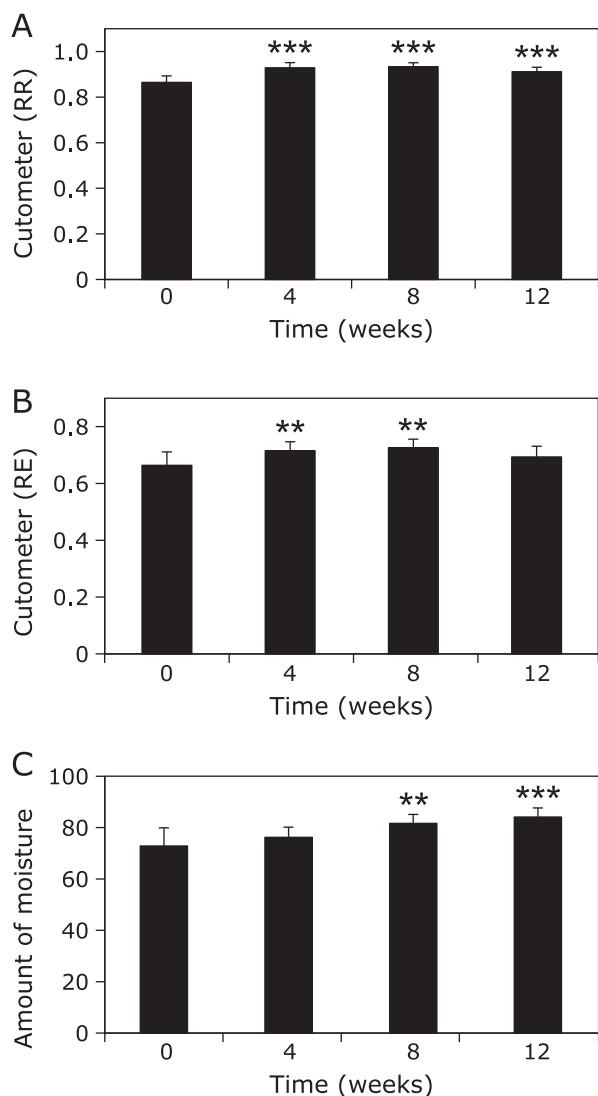 A
Cutometer (RR)
1.0
0.8
0.6
0.4
0.2
0
*** *** ***
0 4 8 12
Time (weeks)
B
Cutometer (RE)
0.8
0.6
0.4
0.2
0
** **
0 4 8 12
Time (weeks)
C
Amount of moisture
100
80
60
40
20
0
** ***
0 4 8 12
Time (weeks)